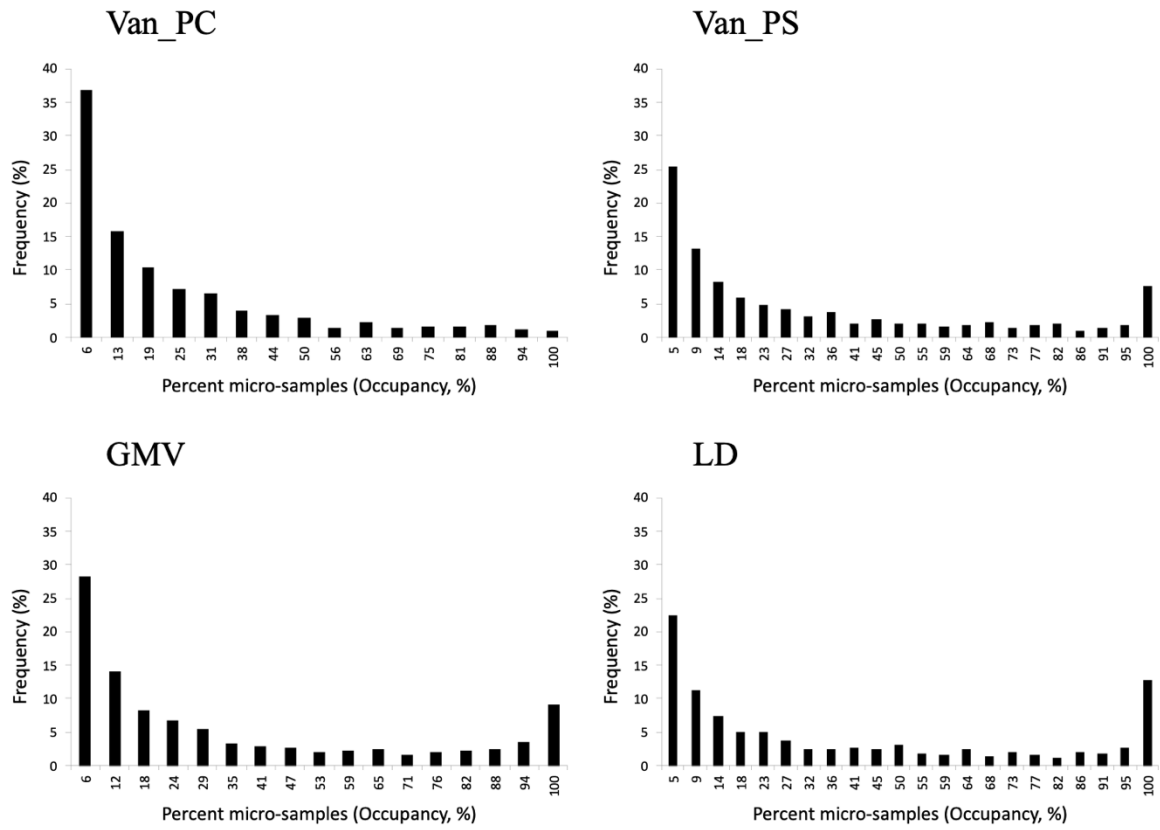 Van_PC
Frequency (%)
40
35
30
25
20
15
10
5
0
6 13 19 25 31 38 44 50 56 63 69 75 81 88 94 100
Percent micro-samples (Occupancy, %)
Van_PS
Frequency (%)
40
35
30
25
20
15
10
5
0
5 9 14 18 23 27 32 36 41 45 50 55 59 64 68 73 77 82 86 91 95 100
Percent micro-samples (Occupancy, %)
GMV
Frequency (%)
40
35
30
25
20
15
10
5
0
6 12 18 24 29 35 41 47 53 59 65 71 76 82 88 94 100
Percent micro-samples (Occupancy, %)
LD
Frequency (%)
40
35
30
25
20
15
10
5
0
5 9 14 18 23 27 32 36 41 45 50 55 59 64 68 73 77 82 86 91 95 100
Percent micro-samples (Occupancy, %)